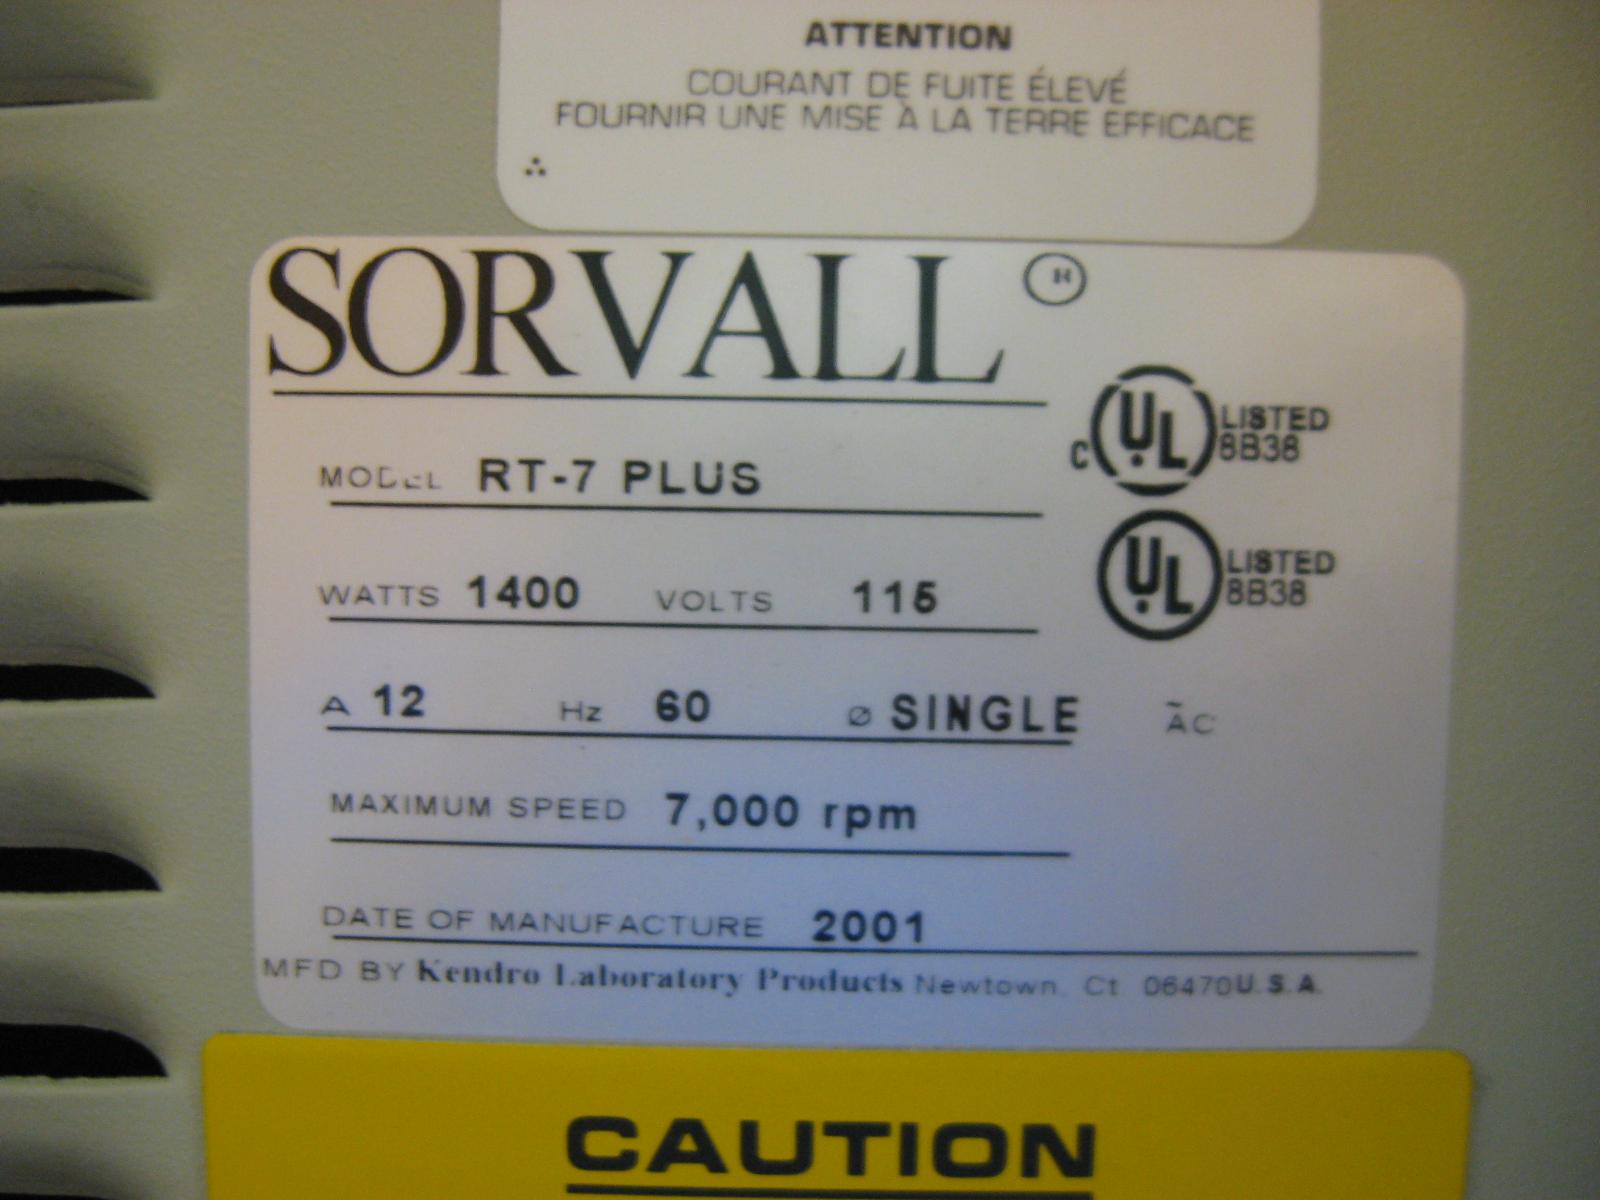 ATTENTION
COURANT DE FUITE ÉLEVÉ
FOURNIR UNE MISE À LA TERRE EFFICACE
SORVALL ®
C UL LISTED
8B38
MODEL RT-7 PLUS
UL LISTED
8B38
WATTS 1400 VOLTS 115
A 12 Hz 60 ø SINGLE ~AC
MAXIMUM SPEED 7,000 rpm
DATE OF MANUFACTURE 2001
MFD BY Kendro Laboratory Products Newtown, Ct. 06470 U.S.A.
CAUTION